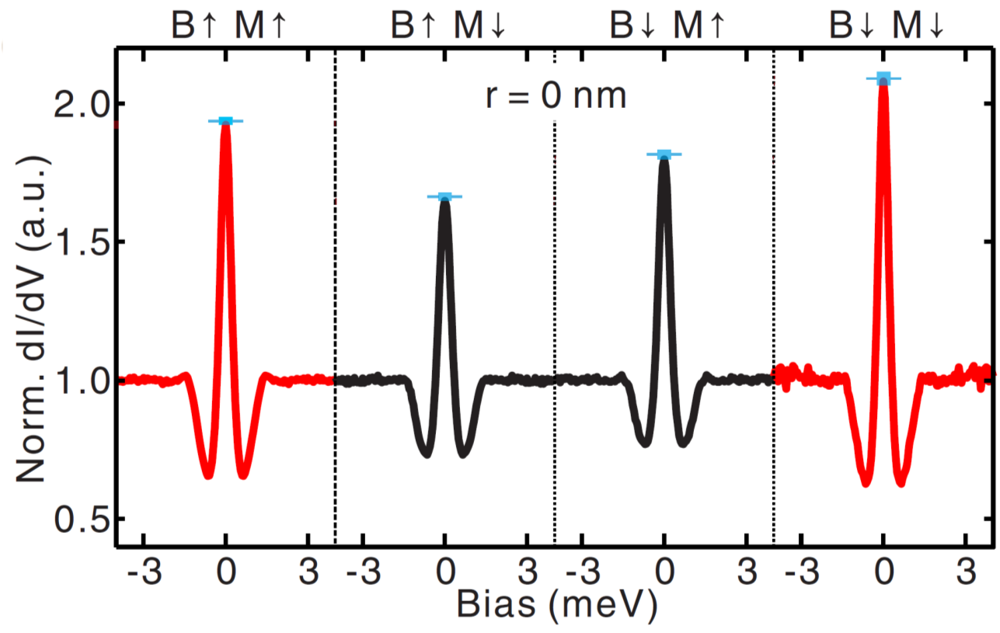 B↑ M↑ B↑ M↓ B↓ M↑ B↓ M↓
r = 0 nm
Norm. dI/dV (a.u.)
2.0
1.5
1.0
0.5
-3 0 3 -3 0 3 -3 0 3 -3 0 3
Bias (meV)